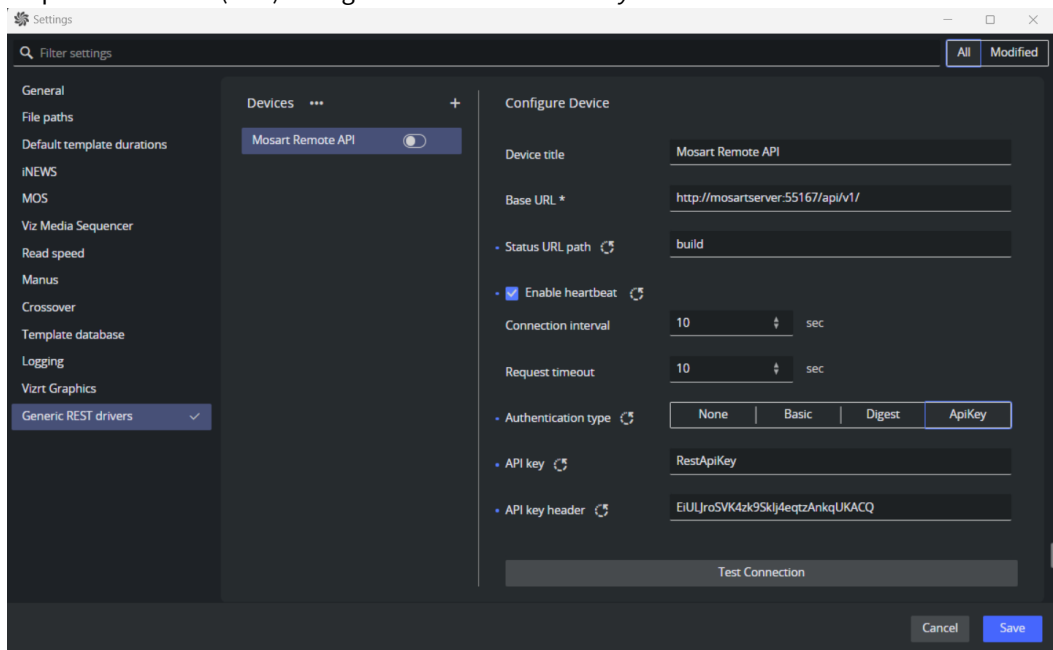 Settings
Filter settings
All
Modified
General
File paths
Default template durations
iNEWS
MOS
Viz Media Sequencer
Read speed
Manus
Crossover
Template database
Logging
Vizrt Graphics
Generic REST drivers
Devices
Mosart Remote API
Configure Device
Device title
Mosart Remote API
Base URL *
http://mosartserver:55167/api/v1/
Status URL path
build
Enable heartbeat
Connection interval
10
sec
Request timeout
10
sec
Authentication type
None
Basic
Digest
ApiKey
API key
RestApiKey
API key header
EiULJroSVK4zk9SkIj4eqtzAnkqUKACQ
Test Connection
Cancel
Save